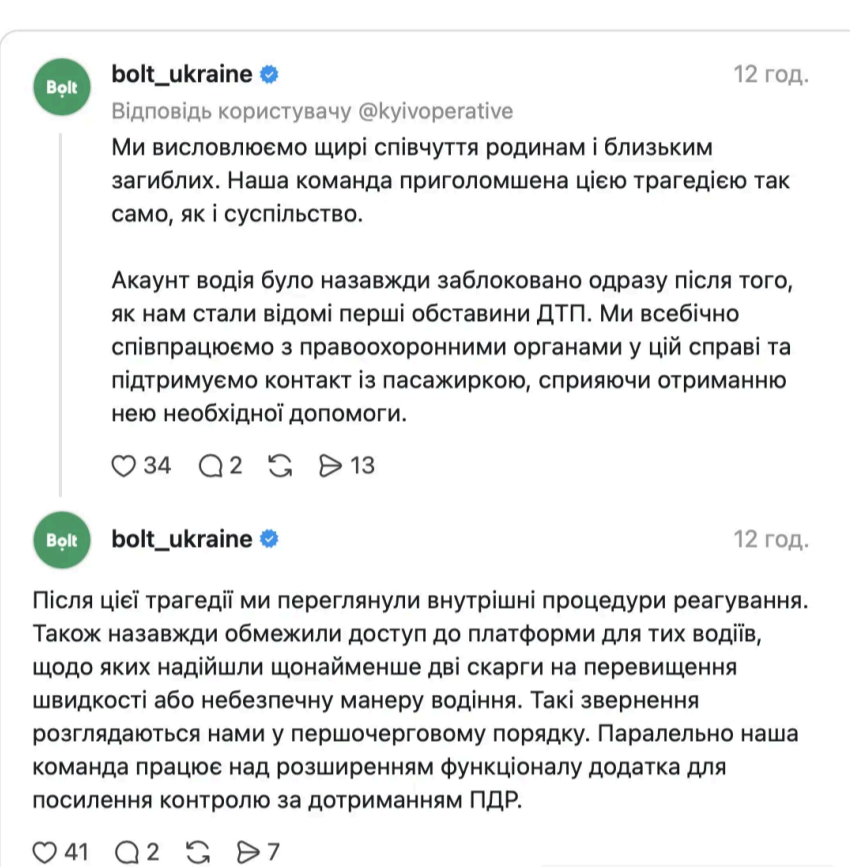 Bolt
bolt_ukraine
12 год.
Відповідь користувачу @kyivoperative
Ми висловлюємо щирі співчуття родинам і близьким
загиблих. Наша команда приголомшена цією трагедією так
само, як і суспільство.
Акаунт водія було назавжди заблоковано одразу після того,
як нам стали відомі перші обставини ДТП. Ми всебічно
співпрацюємо з правоохоронними органами у цій справі та
підтримуємо контакт із пасажиркою, сприяючи отриманню
нею необхідної допомоги.
34 2 13
Bolt
bolt_ukraine
12 год.
Після цієї трагедії ми переглянули внутрішні процедури реагування.
Також назавжди обмежили доступ до платформи для тих водіїв,
щодо яких надійшли щонайменше дві скарги на перевищення
швидкості або небезпечну манеру водіння. Такі звернення
розглядаються нами у першочерговому порядку. Паралельно наша
команда працює над розширенням функціоналу додатка для
посилення контролю за дотриманням ПДР.
41 2 7